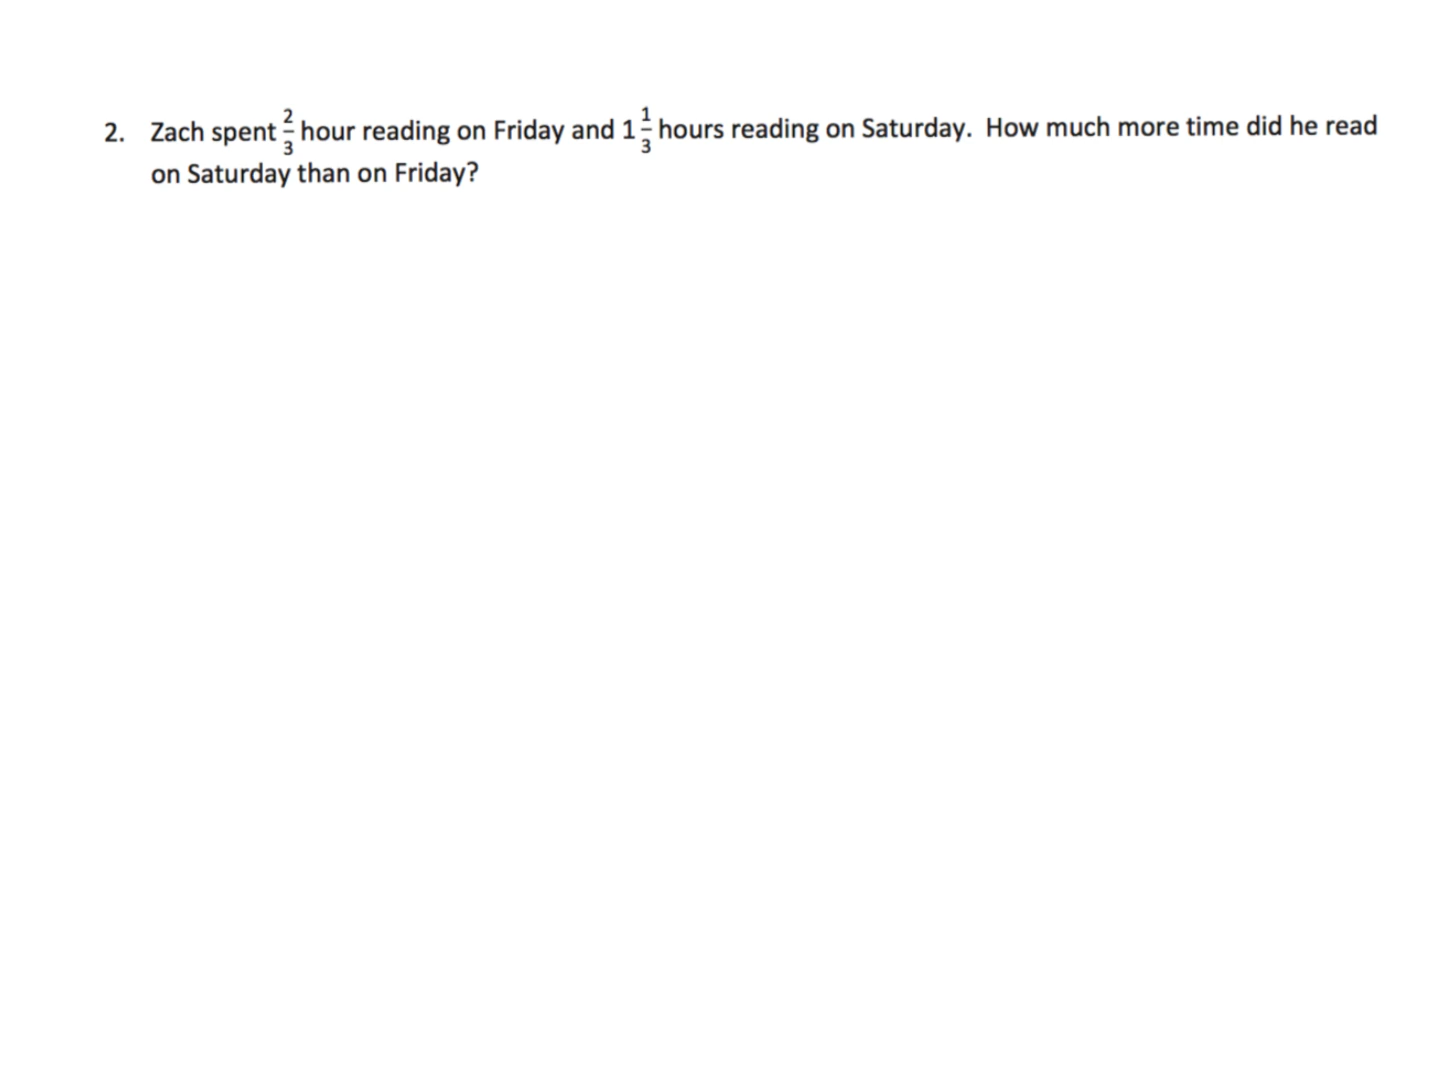 2. Zach spent 2/3 hour reading on Friday and 1 1/3 hours reading on Saturday. How much more time did he read
on Saturday than on Friday?